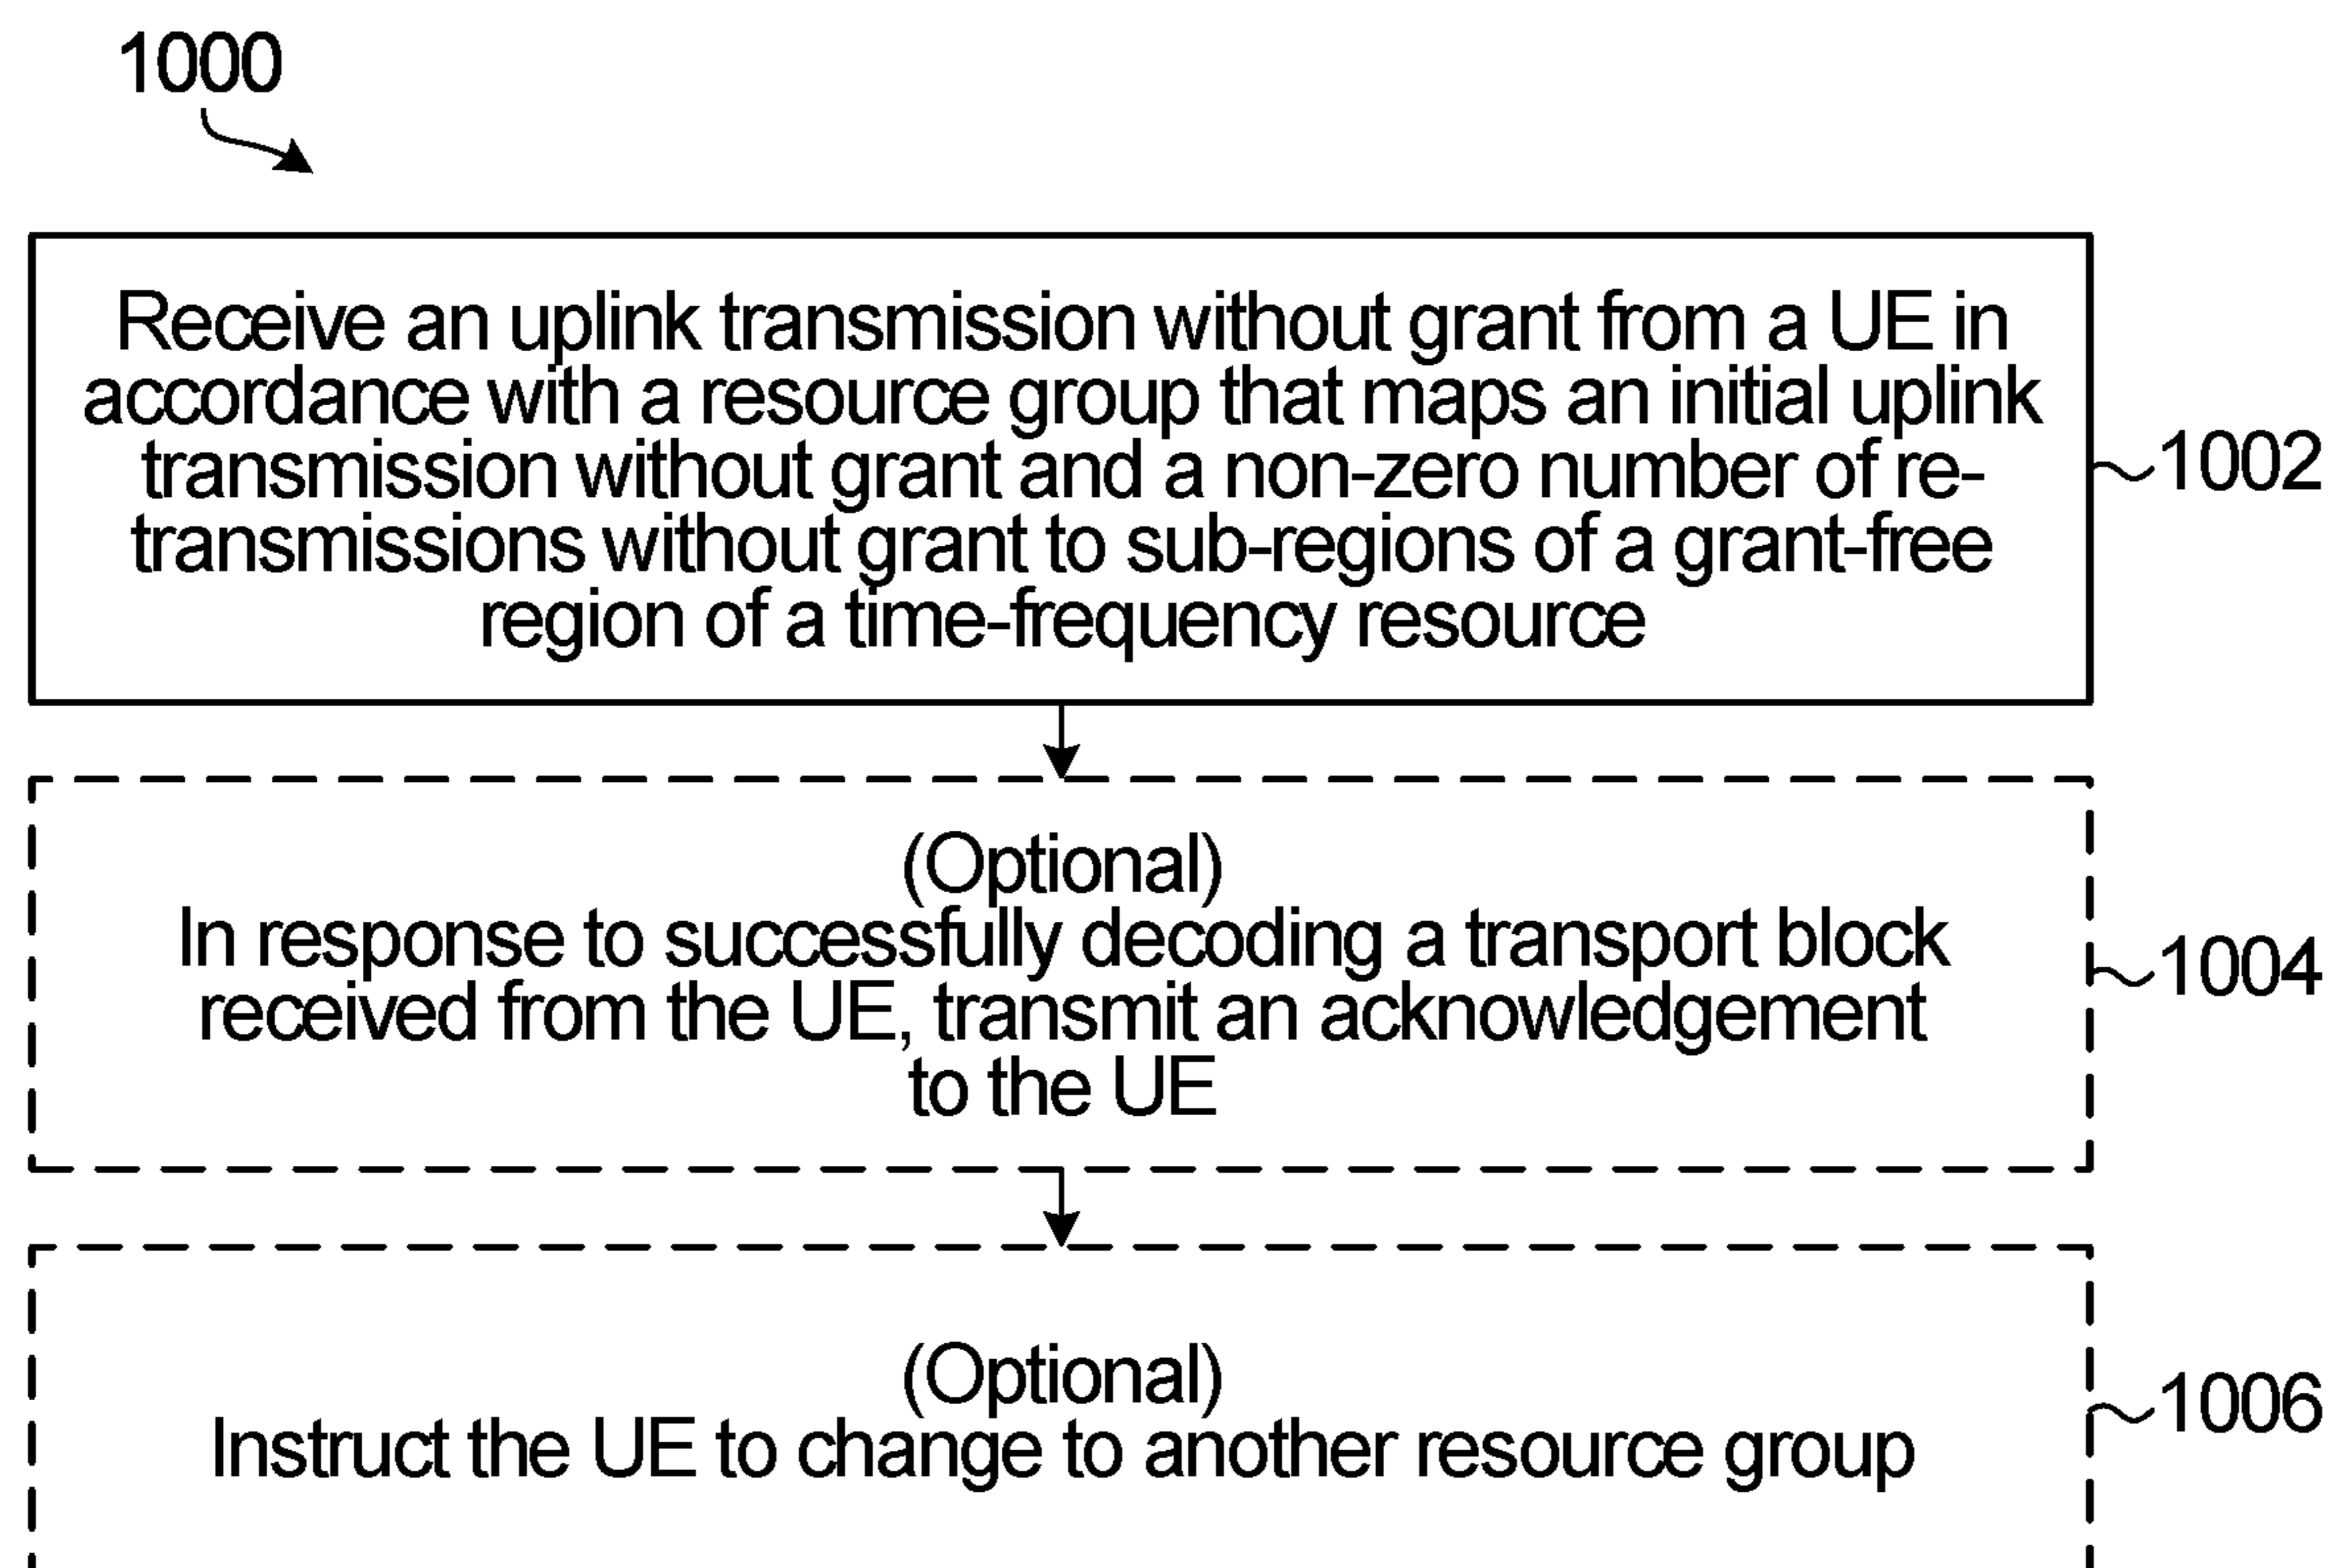 1000
Receive an uplink transmission without grant from a UE in
accordance with a resource group that maps an initial uplink
transmission without grant and a non-zero number of re-
transmissions without grant to sub-regions of a grant-free
region of a time-frequency resource
1002
(Optional)
In response to successfully decoding a transport block
received from the UE, transmit an acknowledgement
to the UE
1004
(Optional)
Instruct the UE to change to another resource group
1006